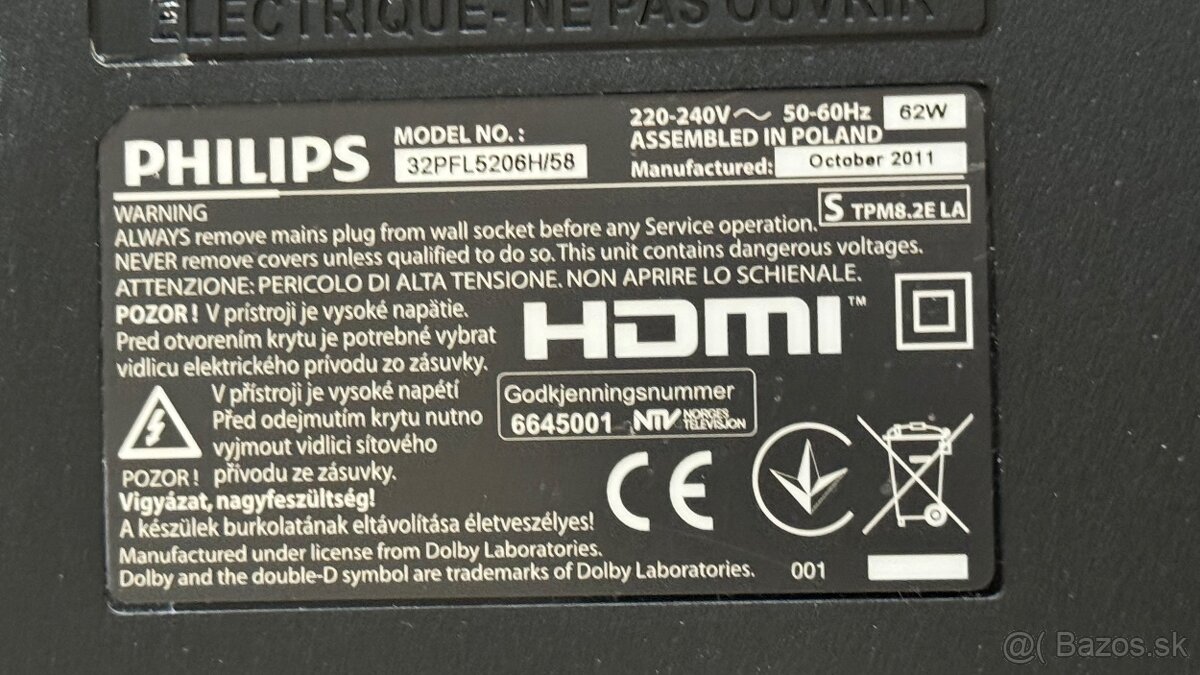 ELECTRIQUE- NE PAS OUVRIR
PHILIPS
MODEL NO. :
32PFL5206H/58
220-240V ~ 50-60Hz 62W
ASSEMBLED IN POLAND
Manufactured: October 2011
S TPM8.2E LA
WARNING
ALWAYS remove mains plug from wall socket before any Service operation.
NEVER remove covers unless qualified to do so. This unit contains dangerous voltages.
ATTENZIONE: PERICOLO DI ALTA TENSIONE. NON APRIRE LO SCHIENALE.
POZOR! V pristroji je vysoké napätie.
Pred otvorením krytu je potrebné vybrat
vidlicu elektrického prívodu zo zásuvky.
HDMI™
V přístroji je vysoké napétí
Před odejmutím krytu nutno
vyjmout vidlici sítového
POZOR! přívodu ze zásuvky.
Godkjenningsnummer
6645001 NTV NORGES TELEVISJON
CE
Vigyázat, nagyfeszültség!
A készülek burkolatának eltávolítása életveszélyes!
Manufactured under license from Dolby Laboratories.
Dolby and the double-D symbol are trademarks of Dolby Laboratories. 001
@( Bazos.sk